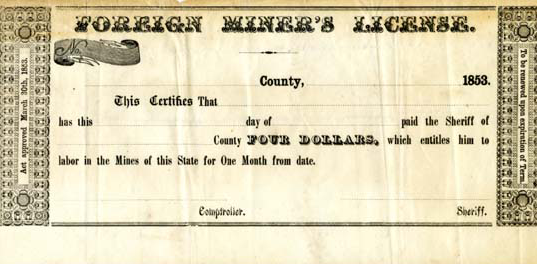 FOREIGN MINER'S LICENSE.
No.
County, 1853.
This Certifies That
has this day of paid the Sheriff of
County FOUR DOLLARS, which entitles him to
labor in the Mines of this State for One Month from date.
Comptroller. Sheriff.
Act approved March 30th, 1853.
To be renewed upon expiration of Term.